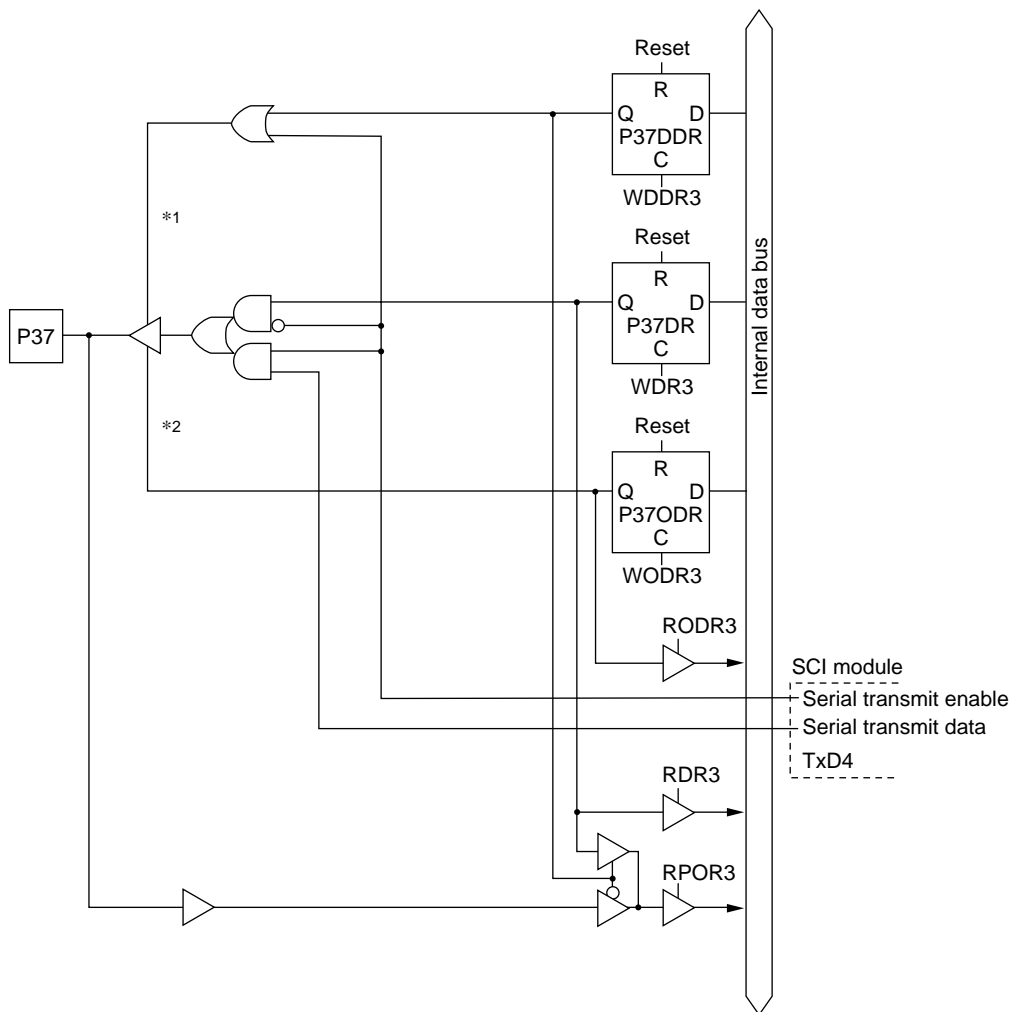 Reset
R
Q D
P37DDR
C
WDDR3
*1
Reset
R
Q D
P37DR
C
WDR3
P37
Internal data bus
*2
Reset
R
Q D
P37ODR
C
WODR3
RODR3
SCI module
Serial transmit enable
Serial transmit data
TxD4
RDR3
RPOR3